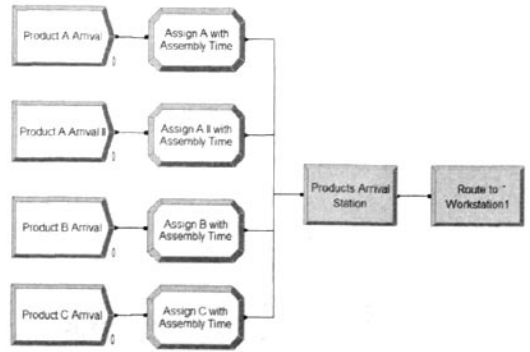 Product A Arrival
0
Assign A with
Assembly Time
Product A Arrival II
0
Assign A II with
Assembly Time
Products Arrival
Station
Route to
Workstation1
Product B Arrival
0
Assign B with
Assembly Time
Product C Arrival
0
Assign C with
Assembly Time